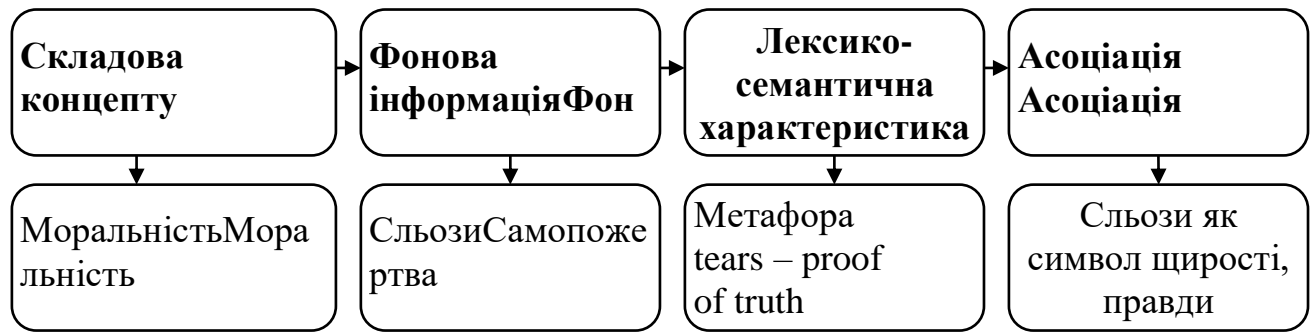 Складова
концепту
Фонова
інформаціяФон
Лексико-
семантична
характеристика
Асоціація
Асоціація
МоральністьМора
льність
СльозиСамопоже
ртва
Метафора
tears – proof
of truth
Сльози як
символ щирості,
правди